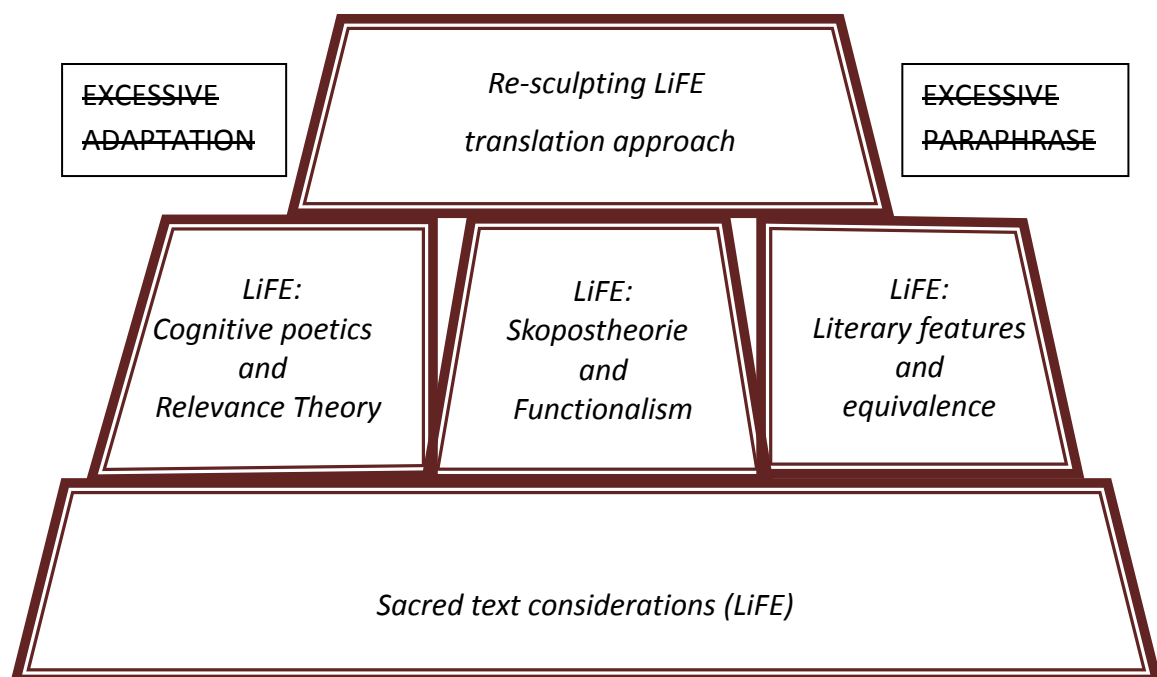 EXCESSIVE
ADAPTATION
Re-sculpting LiFE
translation approach
EXCESSIVE
PARAPHRASE
LiFE:
Cognitive poetics
and
Relevance Theory
LiFE:
Skopostheorie
and
Functionalism
LiFE:
Literary features
and
equivalence
Sacred text considerations (LiFE)